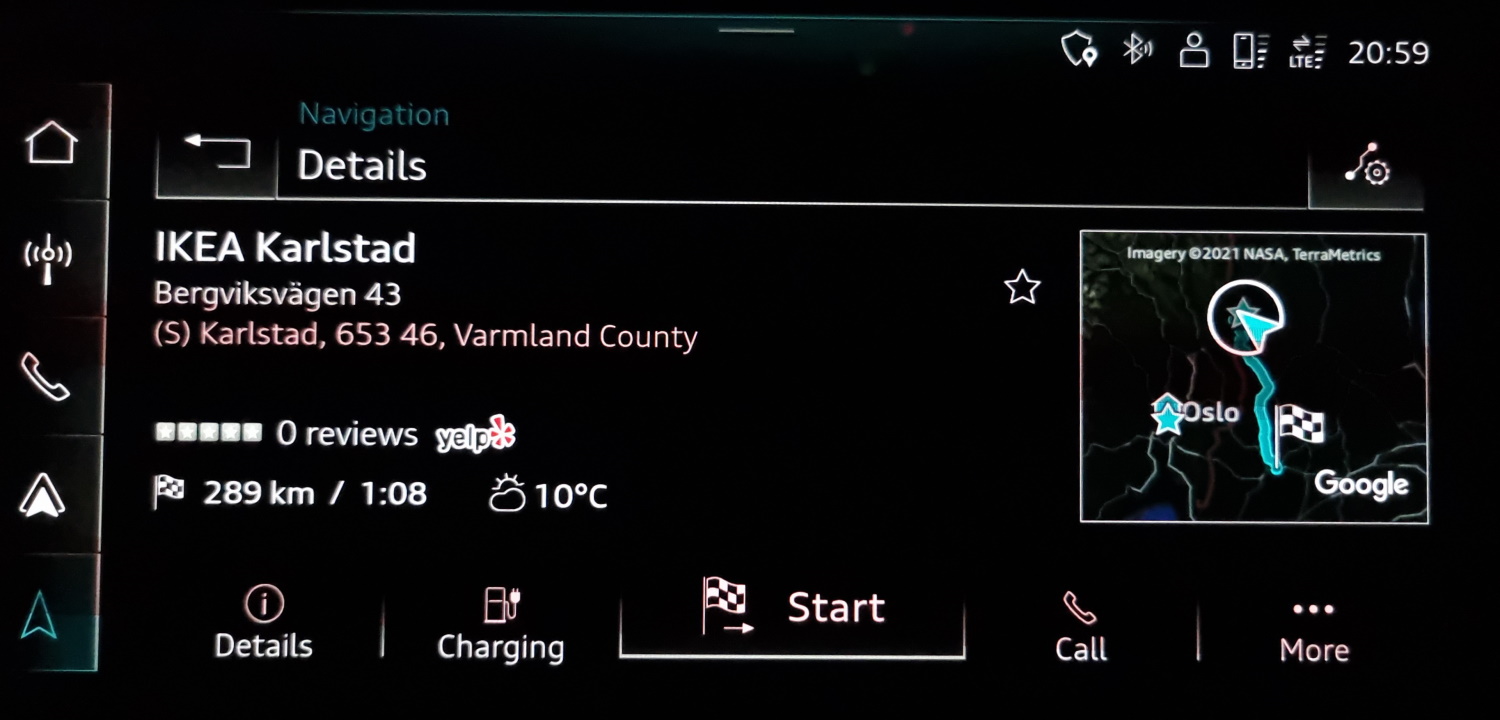 LTE
20:59
Navigation
Details
IKEA Karlstad
Bergviksvägen 43
(S) Karlstad, 653 46, Varmland County
0 reviews yelp
289 km / 1:08
10°C
Imagery ©2021 NASA, TerraMetrics
Oslo
Google
Details
Charging
Start
Call
More